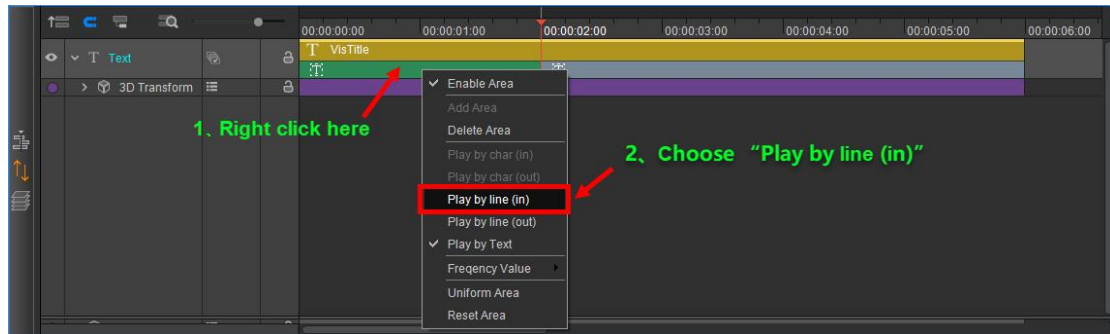 00:00:00:00 00:00:01:00 00:00:02:00 00:00:03:00 00:00:04:00 00:00:05:00 00:00:06:00
T VisTitle
T Text
[T] [T]
3D Transform
1、Right click here
Enable Area
Add Area
Delete Area
Play by char (in)
Play by char (out)
Play by line (in)
Play by line (out)
Play by Text
Freqency Value
Uniform Area
Reset Area
2、Choose “Play by line (in)”